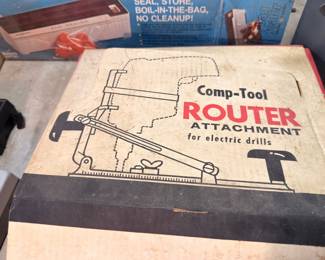 SEAL, STORE,
BOIL-IN-THE-BAG,
NO CLEANUP!
Comp-Tool
ROUTER
ATTACHMENT
for electric drills